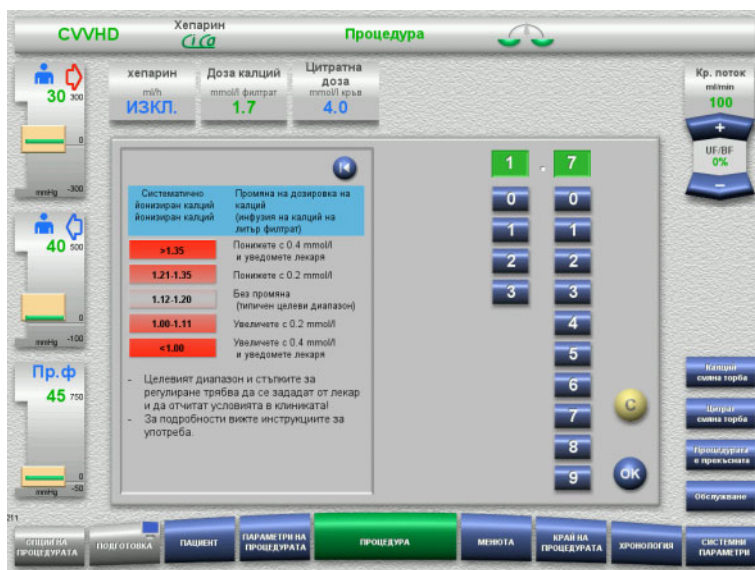 CVVHD
Хепарин
CiCa
Процедура
30
300
0
mmHg
-300
40
500
0
mmHg
-100
Пр.ф
45
750
0
mmHg
-50
211
хепарин
ml/h
ИЗКЛ.
Доза калций
mmol/l филтрат
1.7
Цитратна
доза
mmol/l кръв
4.0
Кр. поток
ml/min
100
+
UF/BF
0%
−
Систематично
йонизиран калций
йонизиран калций
Промяна на дозировка на
калций
(инфузия на калций на
литър филтрат)
>1.35
Понижете с 0.4 mmol/l
и уведомете лекаря
1.21-1.35
Понижете с 0.2 mmol/l
1.12-1.20
Без промяна
(типичен целеви диапазон)
1.00-1.11
Увеличете с 0.2 mmol/l
<1.00
Увеличете с 0.4 mmol/l
и уведомете лекаря
- Целевият диапазон и стъпките за
регулиране трябва да се зададат от лекар
и да отчитат условията в клиниката!
- За подробности вижте инструкциите за
употреба.
1 . 7
0 0
1 1
2 2
3 3
4
5
6
7
8
9
C
OK
Калций
смяна торба
Цитрат
смяна торба
Процедурата
е прекъсната
Обслужване
ОПЦИИ НА
ПРОЦЕДУРАТА
ПОДГОТОВКА
ПАЦИЕНТ
ПАРАМЕТРИ НА
ПРОЦЕДУРАТА
ПРОЦЕДУРА
МЕНЮТА
КРАЙ НА
ПРОЦЕДУРАТА
ХРОНОЛОГИЯ
СИСТЕМНИ
ПАРАМЕТРИ